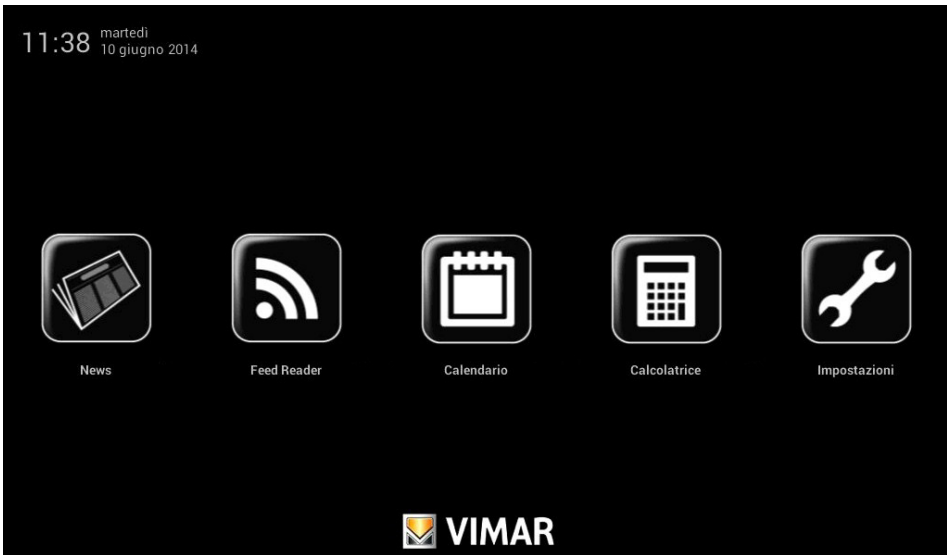 11:38
martedì
10 giugno 2014
News
Feed Reader
Calendario
Calcolatrice
Impostazioni
VIMAR